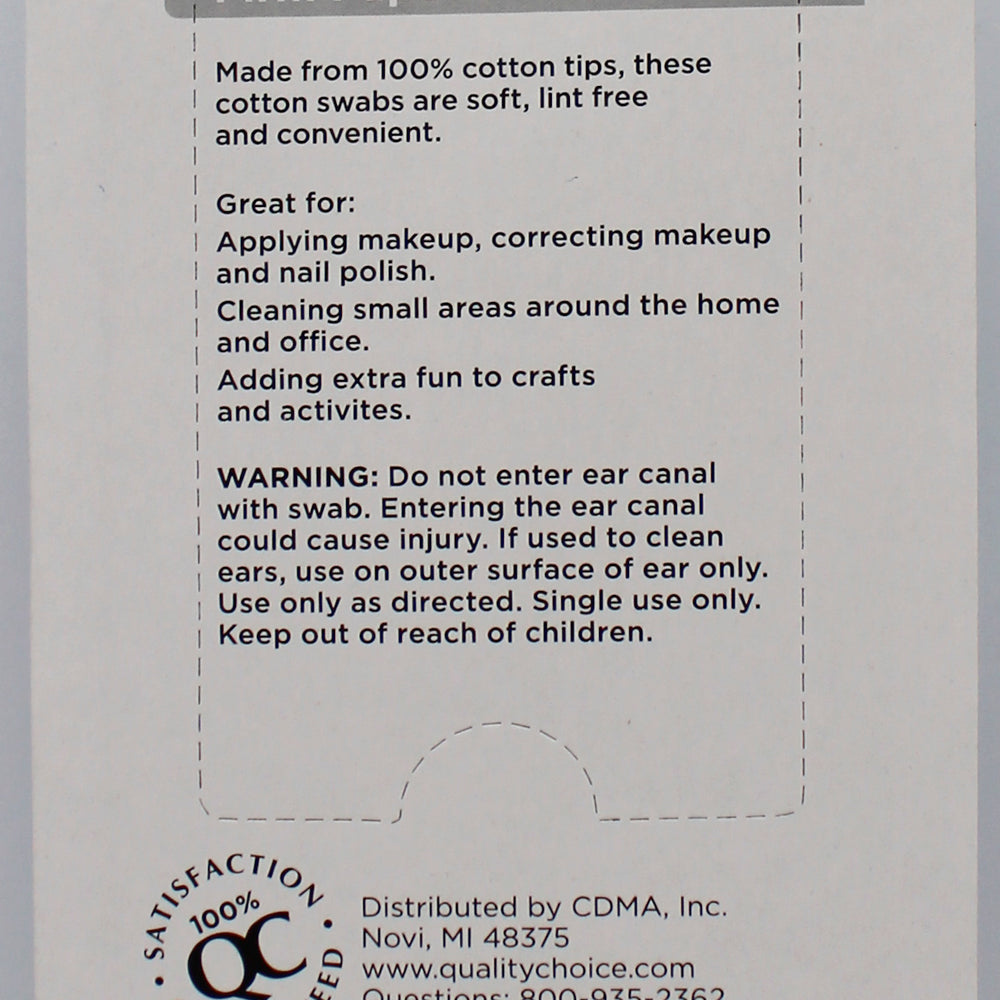 Made from 100% cotton tips, these
cotton swabs are soft, lint free
and convenient.
Great for:
Applying makeup, correcting makeup
and nail polish.
Cleaning small areas around the home
and office.
Adding extra fun to crafts
and activites.
WARNING: Do not enter ear canal
with swab. Entering the ear canal
could cause injury. If used to clean
ears, use on outer surface of ear only.
Use only as directed. Single use only.
Keep out of reach of children.
• SATISFACTION •
100%
QC
Distributed by CDMA, Inc.
Novi, MI 48375
www.qualitychoice.com
Questions: 800-935-2362